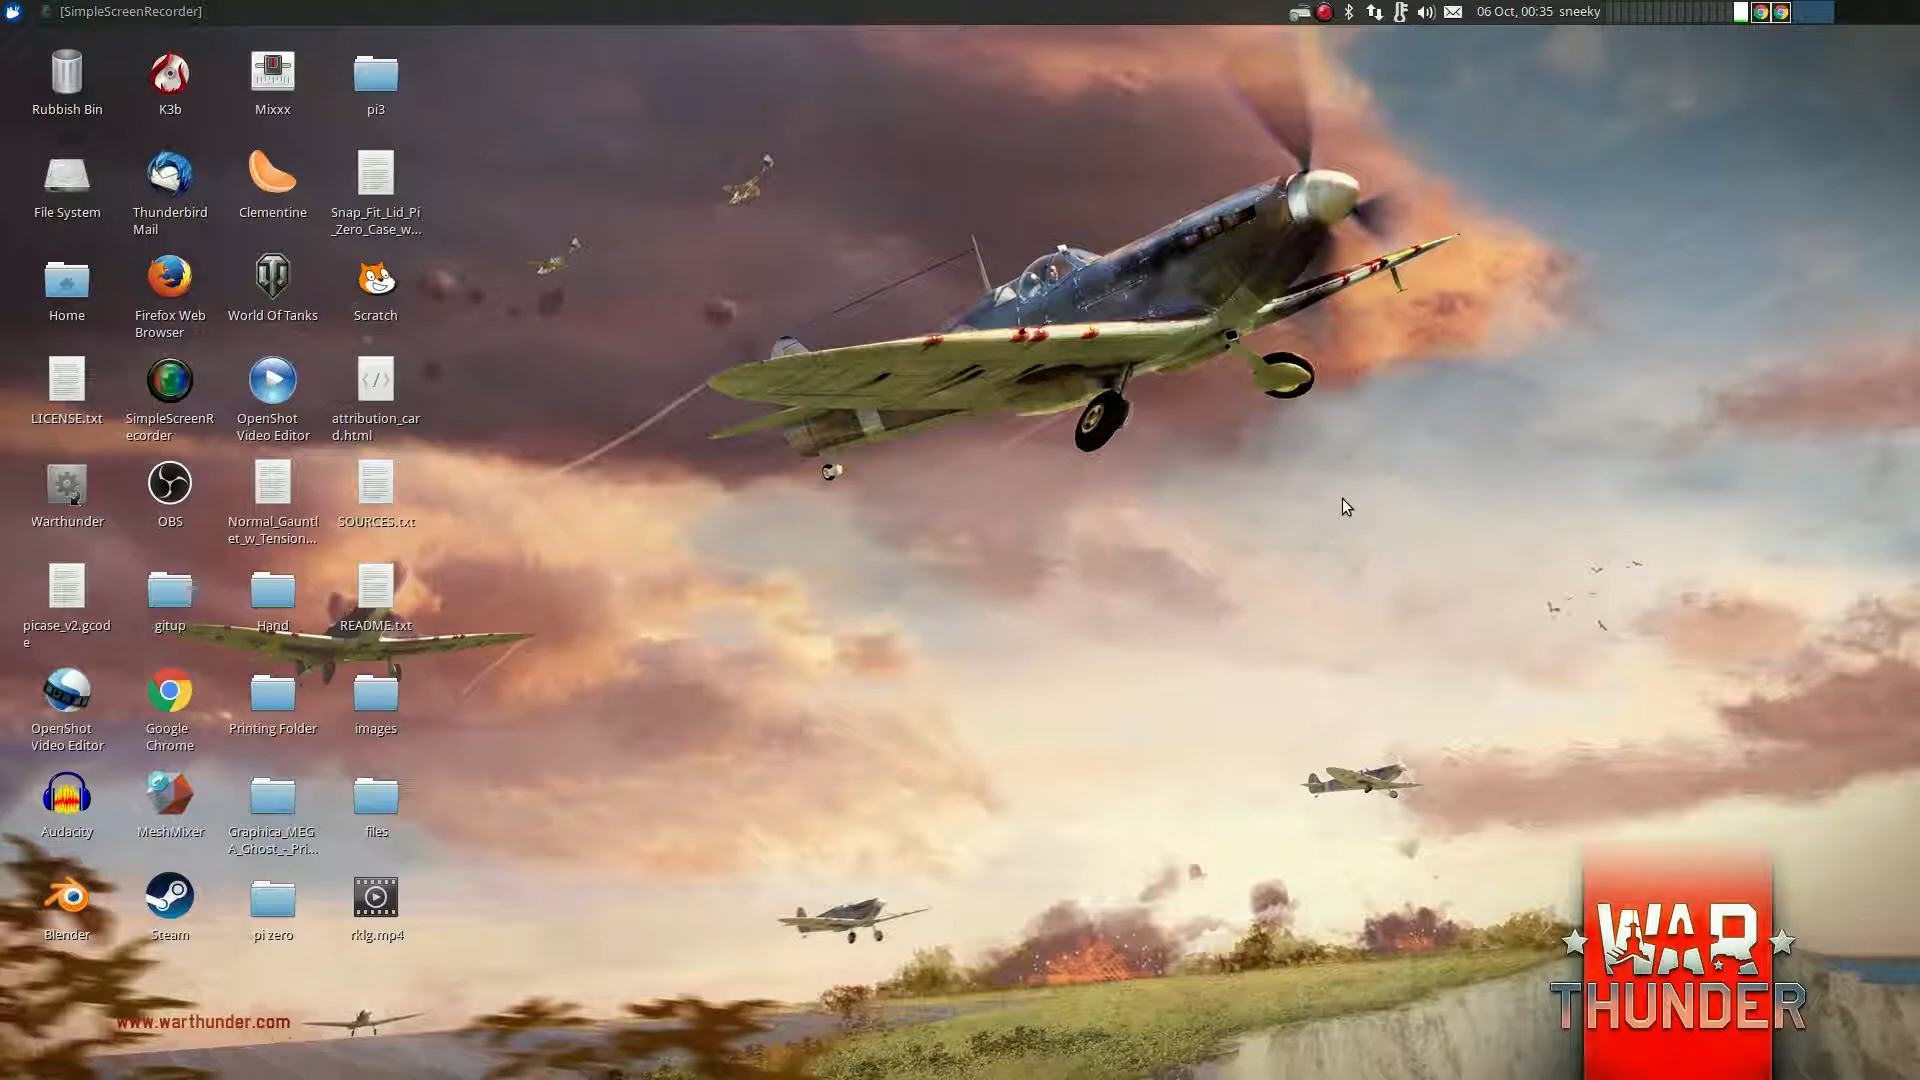 [SimpleScreenRecorder]
06 Oct, 00:35 sneeky
Rubbish Bin
K3b
Mixxx
pi3
File System
Thunderbird
Mail
Clementine
Snap_Fit_Lid_Pi
_Zero_Case_w...
Home
Firefox Web
Browser
World Of Tanks
Scratch
LICENSE.txt
SimpleScreenR
ecorder
OpenShot
Video Editor
attribution_car
d.html
Warthunder
OBS
Normal_Gauntl
et_w_Tension...
SOURCES.txt
picase_v2.gcod
e
gitup
Hand
README.txt
OpenShot
Video Editor
Google
Chrome
Printing Folder
images
Audacity
MeshMixer
Graphica_MEG
A_Ghost_-_Pri...
files
Blender
Steam
pi zero
rklg.mp4
www.warthunder.com
WAR
THUNDER